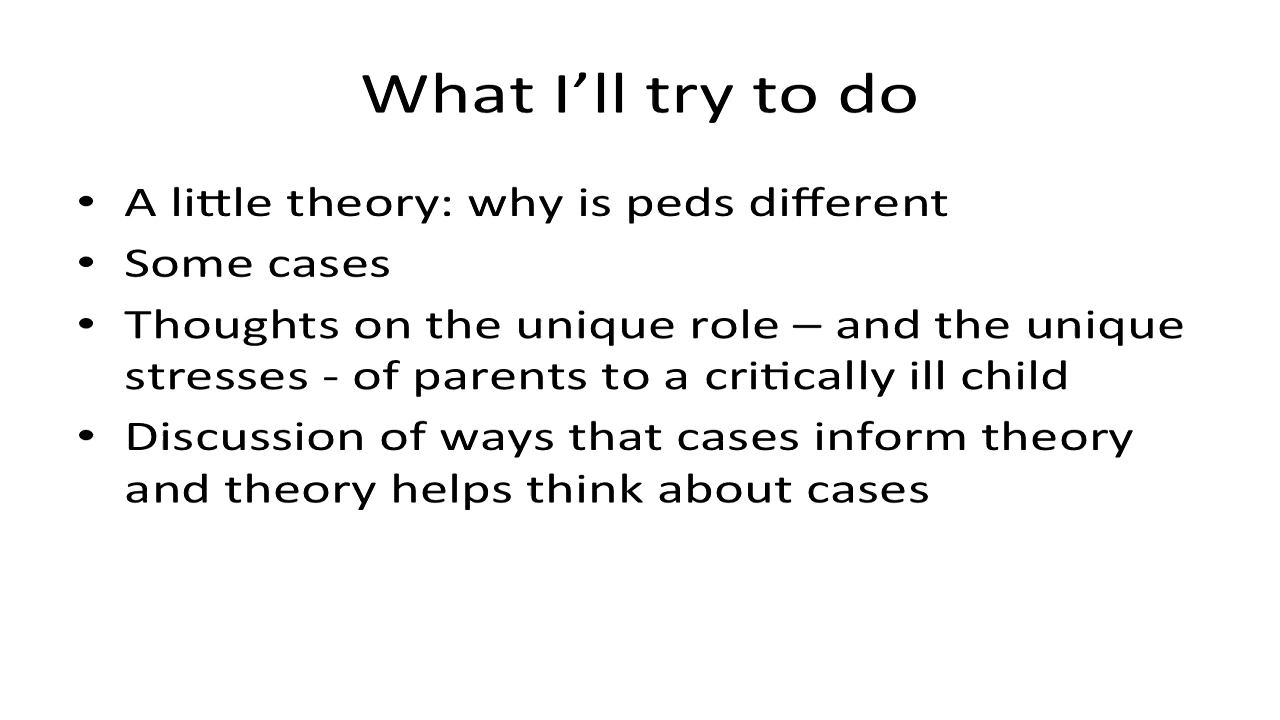 What I’ll try to do
• A little theory: why is peds different
• Some cases
• Thoughts on the unique role – and the unique
stresses - of parents to a critically ill child
• Discussion of ways that cases inform theory
and theory helps think about cases